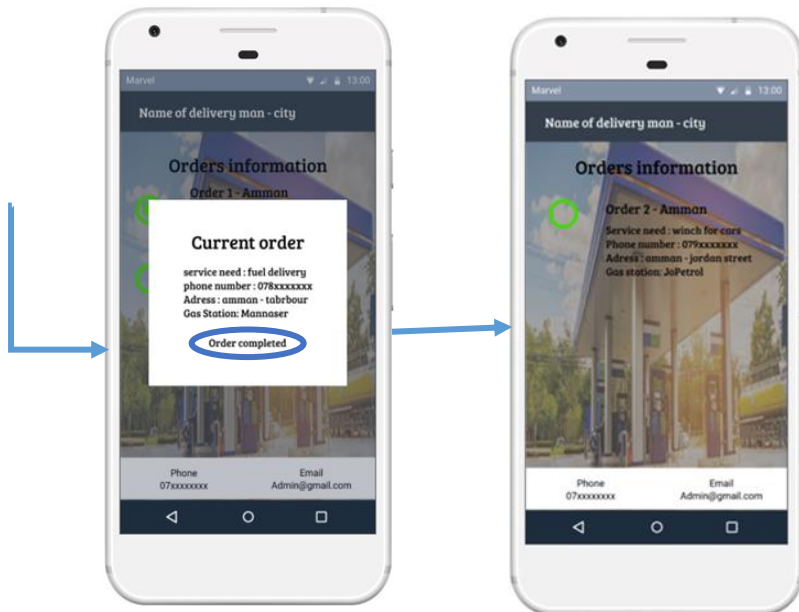 Marvel
13:00
Name of delivery man - city
Orders information
Order 1 - Amman
Current order
service need : fuel delivery
phone number : 078xxxxxxx
Adress : amman - tabrbour
Gas Station: Mannaser
Order completed
Phone
07xxxxxxxx
Email
Admin@gmail.com
Marvel
13:00
Name of delivery man - city
Orders information
Order 2 - Amman
Service need : winch for cars
Phone number : 079xxxxxxx
Adress : amman - jordan street
Gas station: JoPetrol
Phone
07xxxxxxxx
Email
Admin@gmail.com